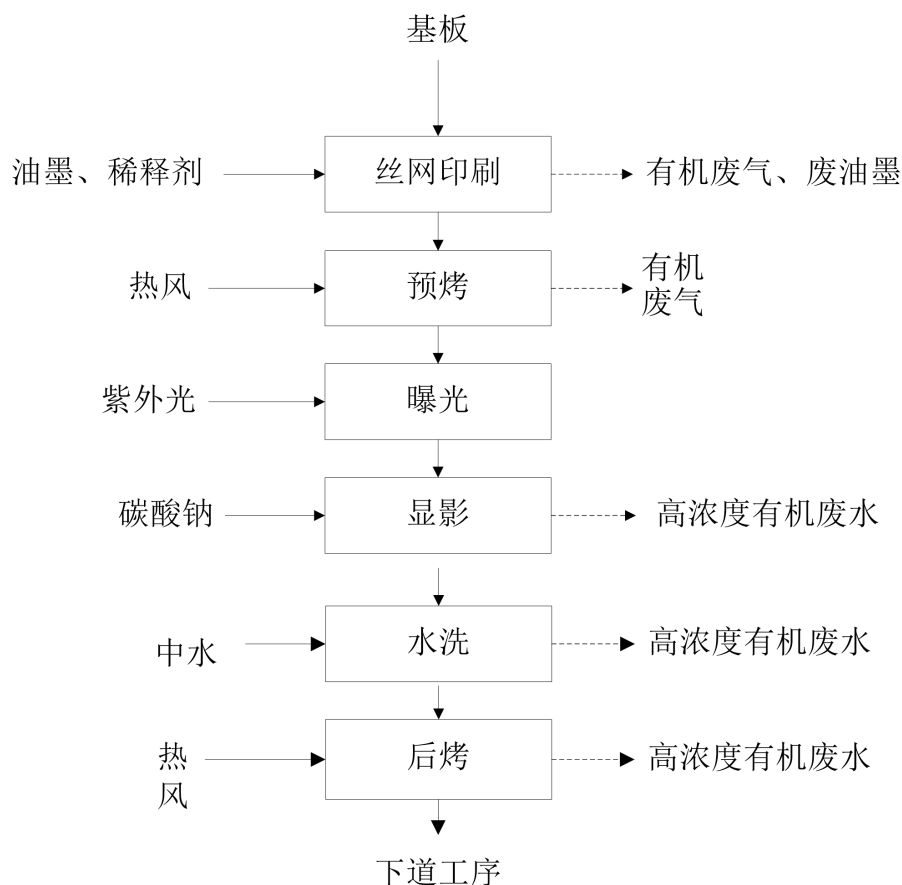 基板
油墨、稀释剂
丝网印刷
有机废气、废油墨
热风
预烤
有机
废气
紫外光
曝光
碳酸钠
显影
高浓度有机废水
中水
水洗
高浓度有机废水
热
风
后烤
高浓度有机废水
下道工序